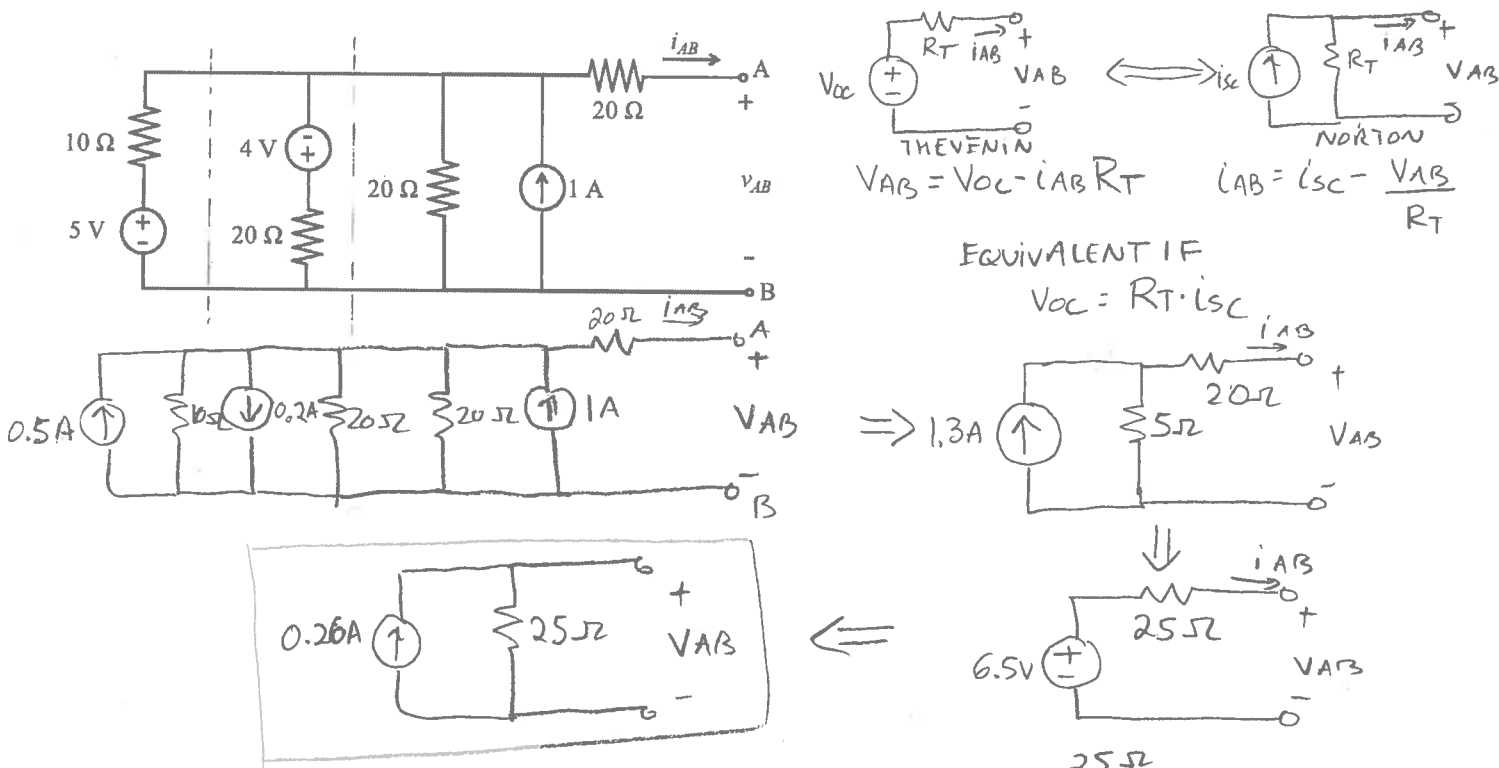 i_AB
A
+
20 Ω
10 Ω
4 V
-
+
20 Ω
1 A
v_AB
5 V
+
-
20 Ω
-
B
RT iAB +
VOC + - VAB
-
THEVENIN
VAB = VOC - iAB RT
iSC RT iAB +
VAB
NORTON
iAB = iSC - VAB / RT
EQUIVALENT IF
VOC = RT · iSC
20Ω iAB A
+
0.5A 10Ω 0.2A 20Ω 20Ω 1A VAB
-
B
⇒ 1.3A 5Ω 20Ω iAB
+
VAB
-
⇓
25Ω iAB
+
6.5V + - VAB
-
⇐
0.26A 25Ω +
VAB
-
25Ω